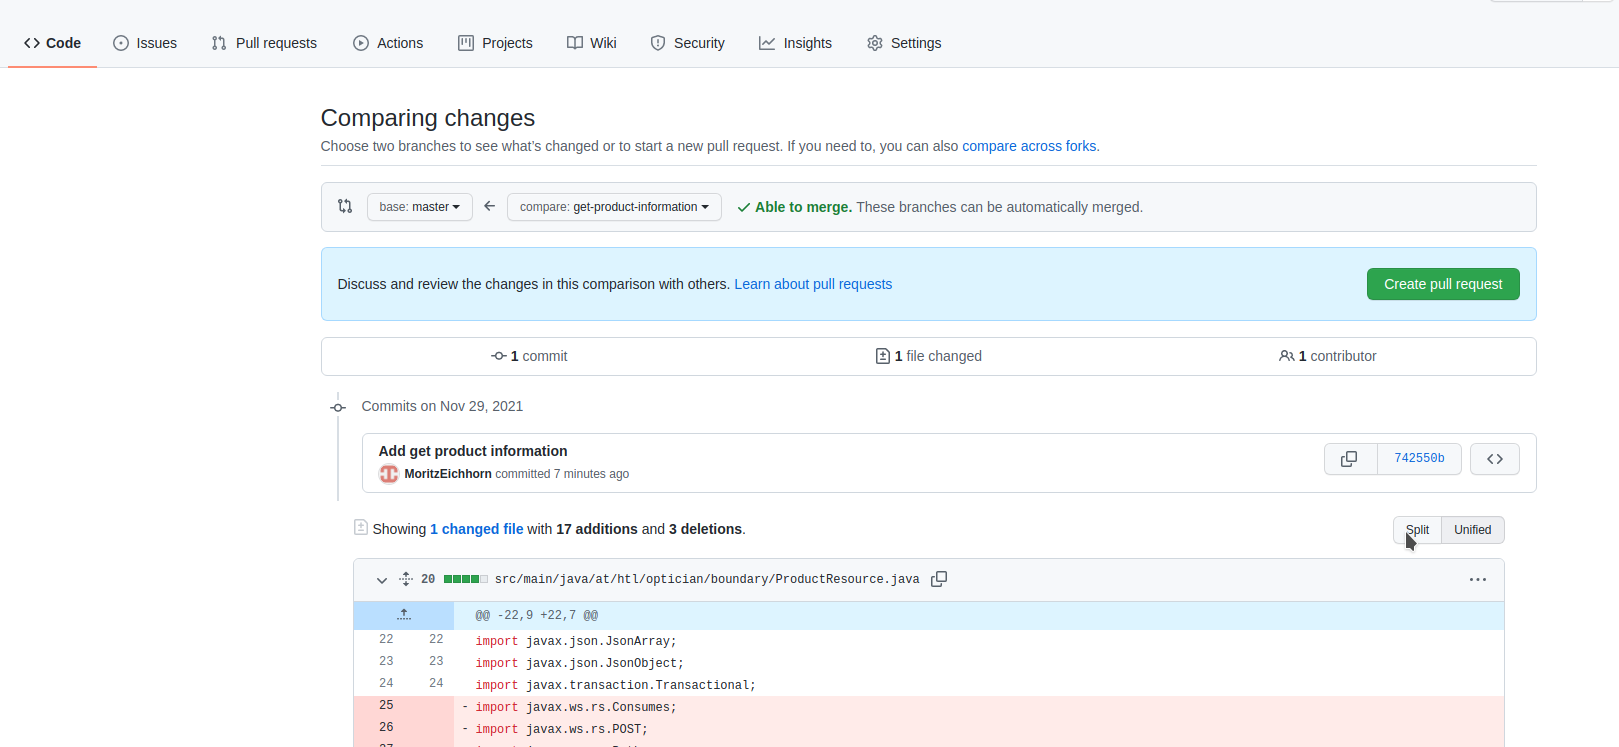 Code Issues Pull requests Actions Projects Wiki Security Insights Settings
Comparing changes
Choose two branches to see what's changed or to start a new pull request. If you need to, you can also compare across forks.
base: master compare: get-product-information Able to merge. These branches can be automatically merged.
Discuss and review the changes in this comparison with others. Learn about pull requests Create pull request
1 commit 1 file changed 1 contributor
Commits on Nov 29, 2021
Add get product information
MoritzEichhorn committed 7 minutes ago 742550b
Showing 1 changed file with 17 additions and 3 deletions. Split Unified
20 src/main/java/at/htl/optician/boundary/ProductResource.java
@@ -22,9 +22,7 @@
22 22 import javax.json.JsonArray;
23 23 import javax.json.JsonObject;
24 24 import javax.transaction.Transactional;
25 - import javax.ws.rs.Consumes;
26 - import javax.ws.rs.POST;